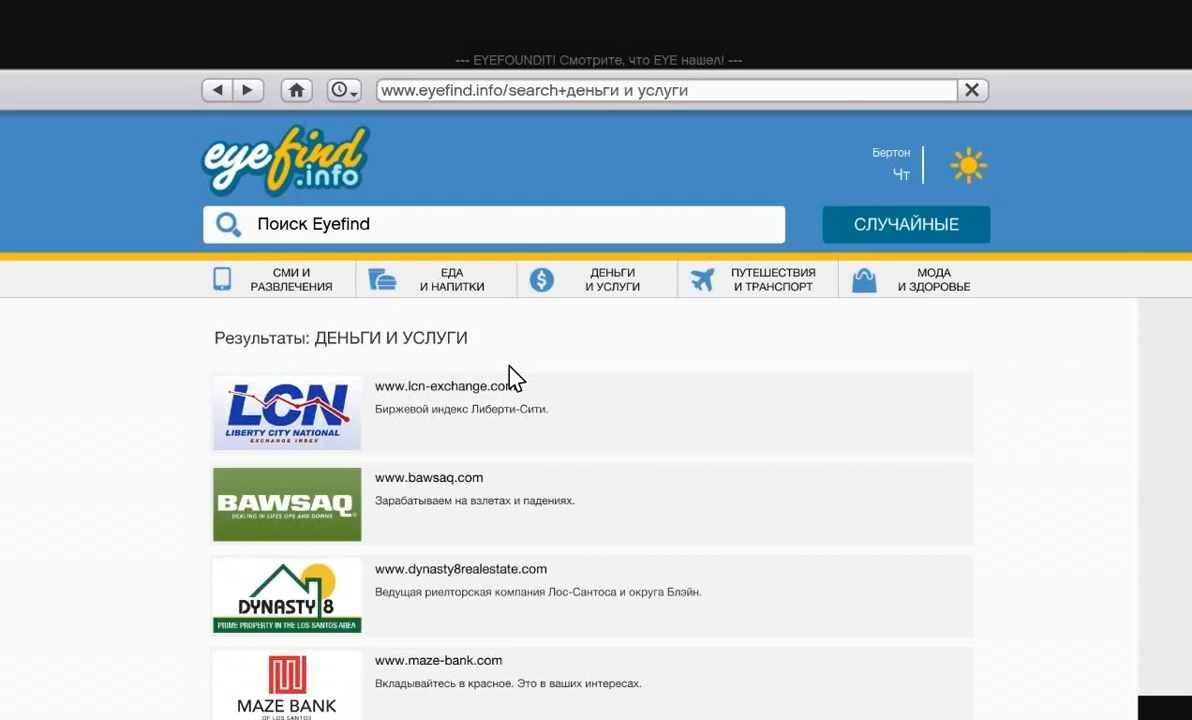 --- EYEFOUNDIT! Смотрите, что EYE нашел! ---
www.eyefind.info/search+деньги и услуги
eyefind
.info
Бертон
Чт
Поиск Eyefind
СЛУЧАЙНЫЕ
СМИ И
РАЗВЛЕЧЕНИЯ
ЕДА
И НАПИТКИ
ДЕНЬГИ
И УСЛУГИ
ПУТЕШЕСТВИЯ
И ТРАНСПОРТ
МОДА
И ЗДОРОВЬЕ
Результаты: ДЕНЬГИ И УСЛУГИ
LCN
LIBERTY CITY NATIONAL
EXCHANGE INDEX
www.lcn-exchange.com
Биржевой индекс Либерти-Сити.
BAWSAQ
DEALING IN LIFES UPS AND DOWNS
www.bawsaq.com
Зарабатываем на взлетах и падениях.
DYNASTY 8
PRIME PROPERTY IN THE LOS SANTOS AREA
www.dynasty8realestate.com
Ведущая риелторская компания Лос-Сантоса и округа Блэйн.
MAZE BANK
OF LOS SANTOS
www.maze-bank.com
Вкладывайтесь в красное. Это в ваших интересах.